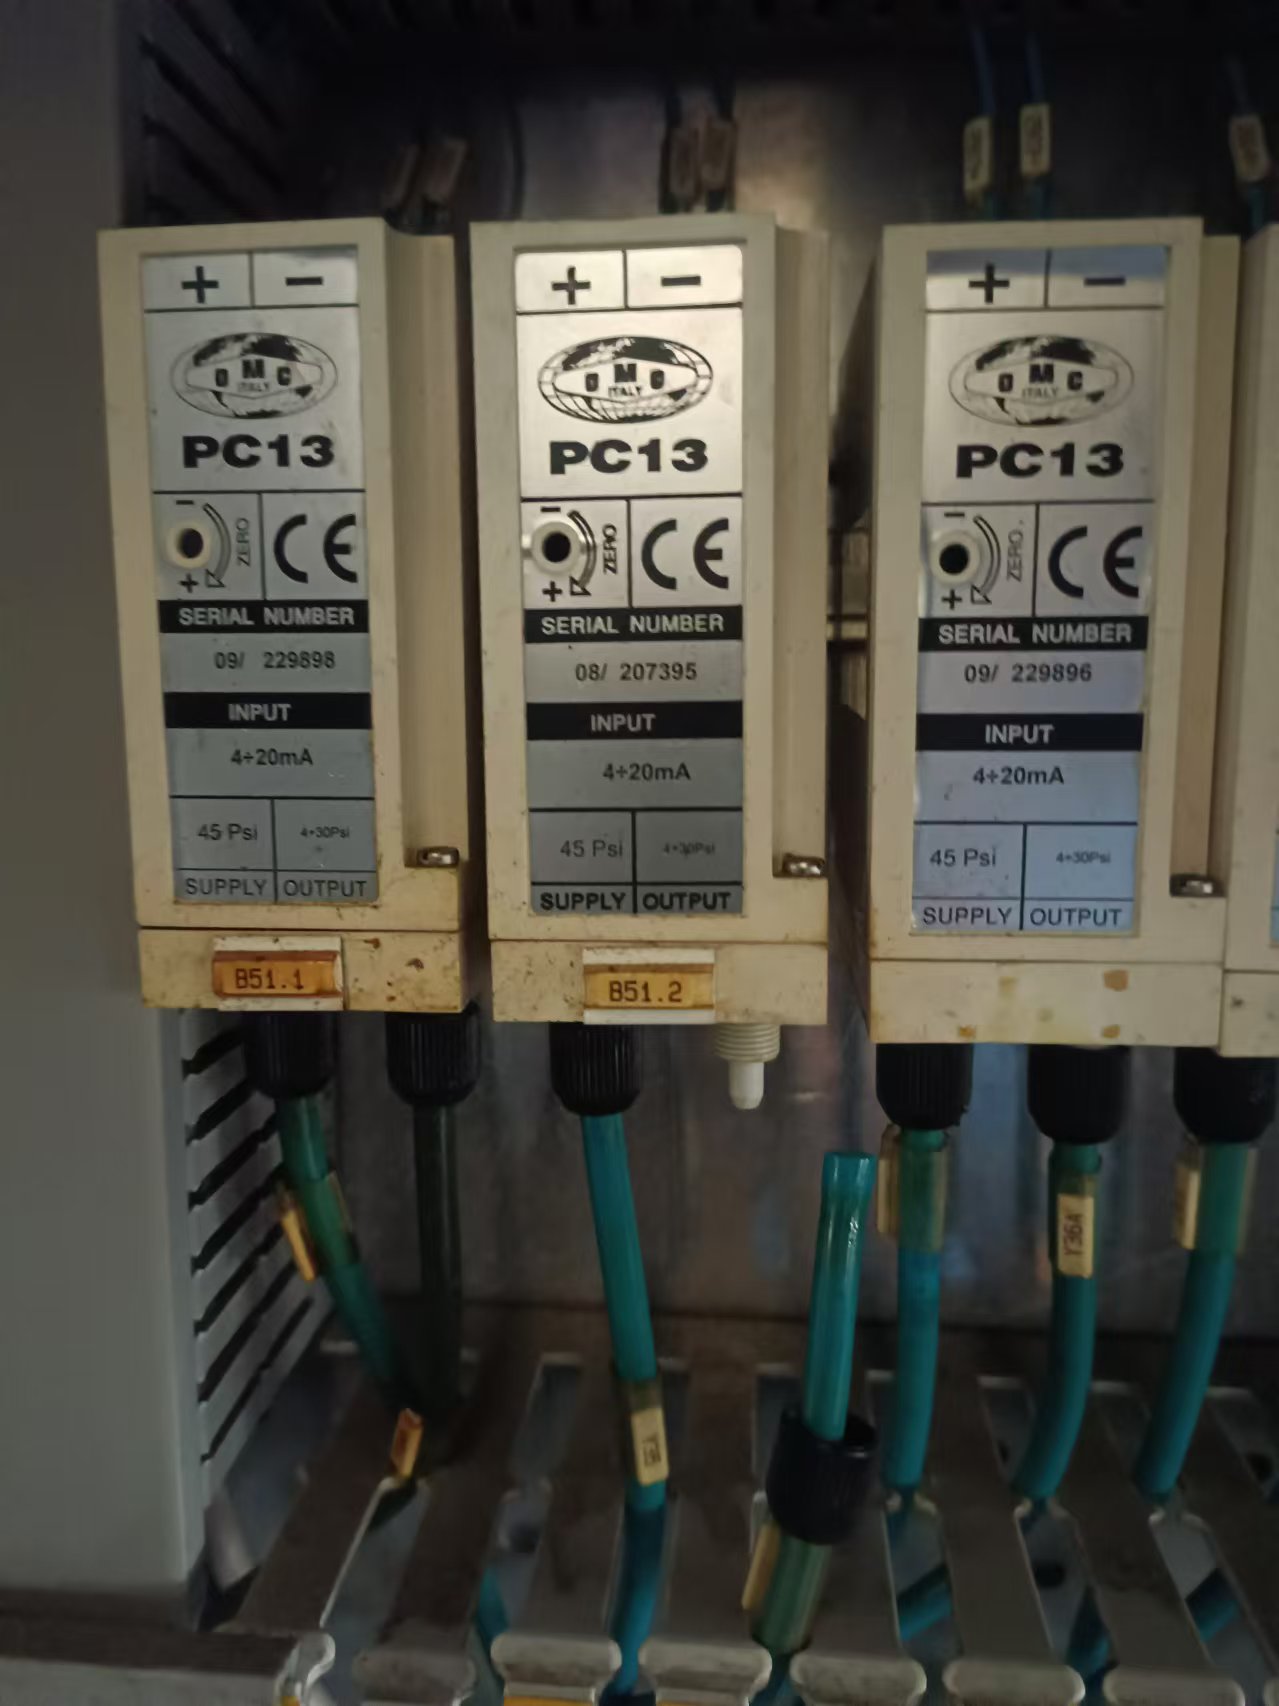 + −
OMC
ITALY
PC13
−
+
ZERO
CE
SERIAL NUMBER
09/ 229898
INPUT
4÷20mA
45 Psi
4÷30Psi
SUPPLY
OUTPUT
B51.1
+ −
OMC
ITALY
PC13
−
+
ZERO
CE
SERIAL NUMBER
08/ 207395
INPUT
4÷20mA
45 Psi
4÷30Psi
SUPPLY
OUTPUT
B51.2
+ −
OMC
ITALY
PC13
−
+
ZERO
CE
SERIAL NUMBER
09/ 229896
INPUT
4÷20mA
45 Psi
4÷30Psi
SUPPLY
OUTPUT
Y36A